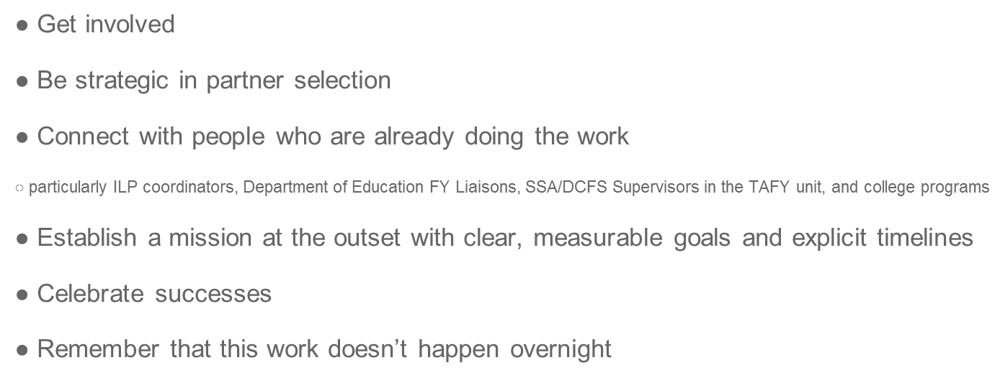 ● Get involved
● Be strategic in partner selection
● Connect with people who are already doing the work
○ particularly ILP coordinators, Department of Education FY Liaisons, SSA/DCFS Supervisors in the TAFY unit, and college programs
● Establish a mission at the outset with clear, measurable goals and explicit timelines
● Celebrate successes
● Remember that this work doesn’t happen overnight